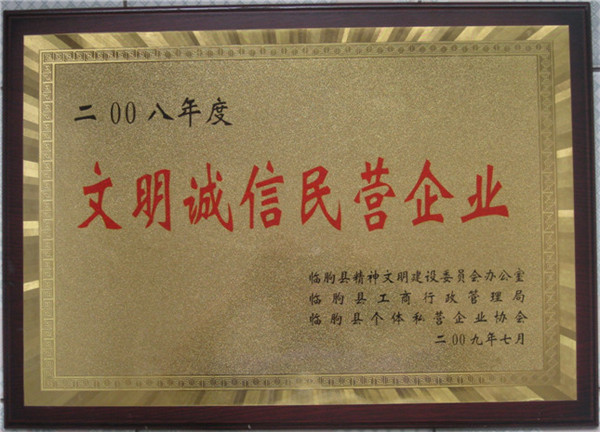 二00八年度
文明诚信民营企业
临朐县精神文明建设委员会办公室
临朐县工商行政管理局
临朐县个体私营企业协会
二00九年七月